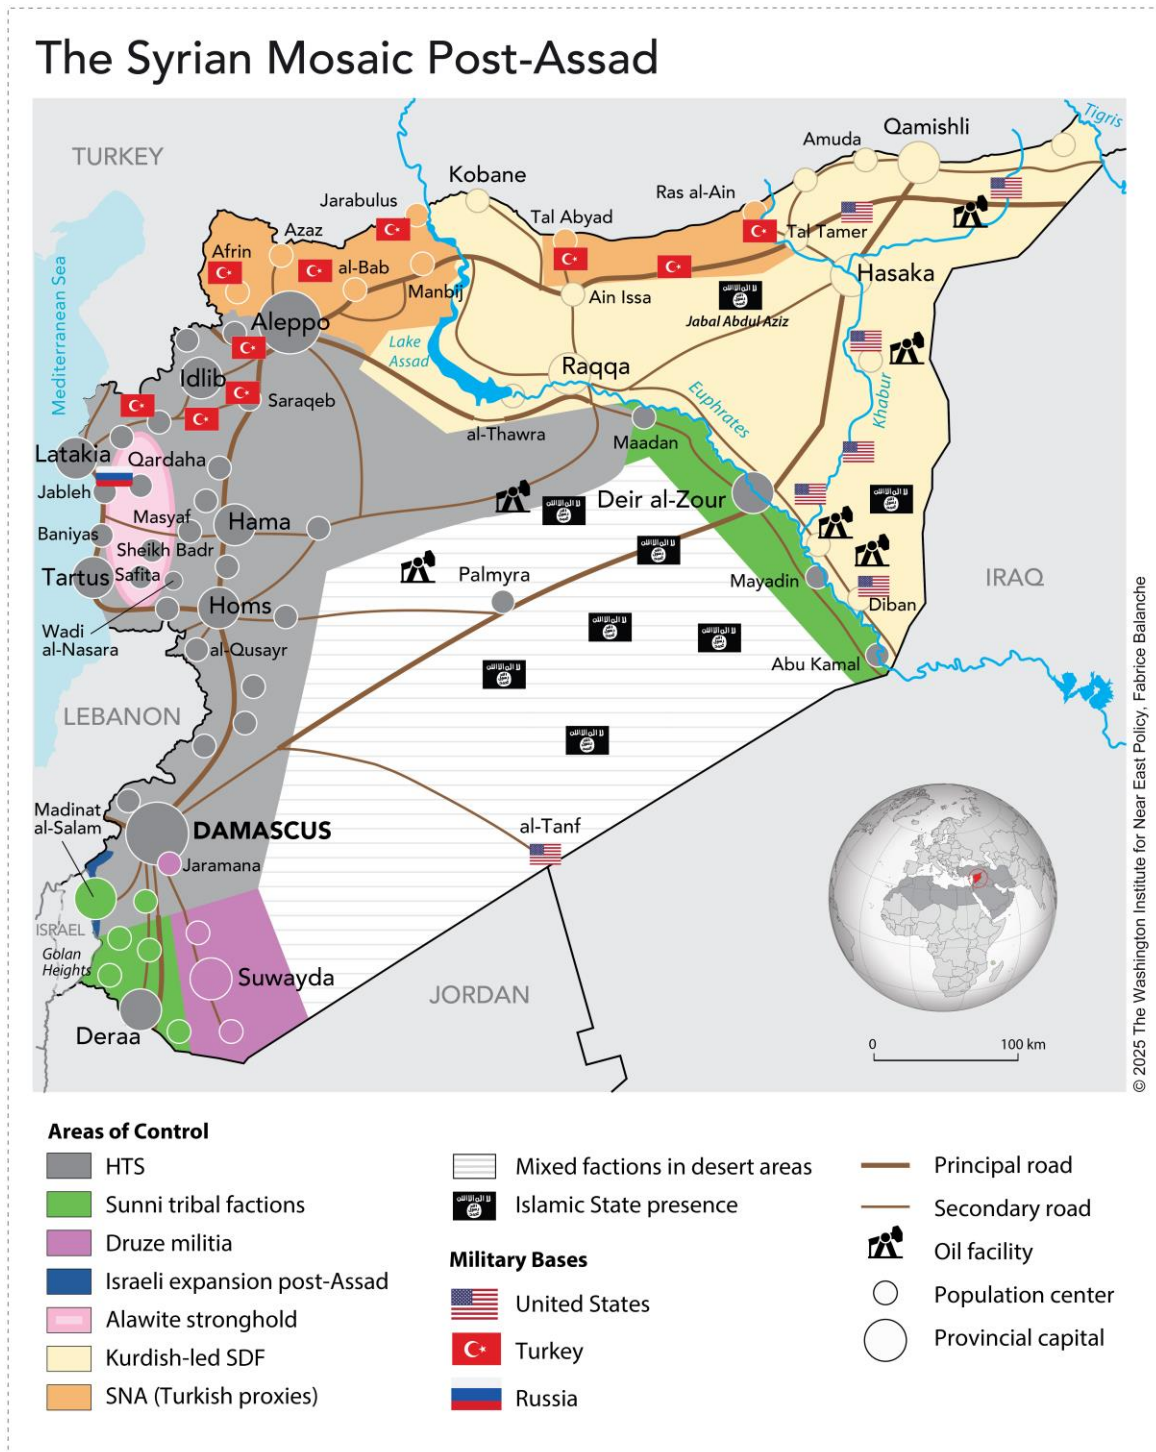 The Syrian Mosaic Post-Assad
TURKEY
Tigris
Qamishli
Amuda
Kobane
Ras al-Ain
Jarabulus
Tal Abyad
Azaz
Afrin
Tal Tamer
al-Bab
Hasaka
Manbij
Ain Issa
Jabal Abdul Aziz
Aleppo
Mediterranean Sea
Lake
Assad
Idlib
Raqqa
Saraqeb
Euphrates
Khabur
al-Thawra
Maadan
Latakia
Qardaha
Jableh
Deir al-Zour
Masyaf
Hama
Baniyas
Sheikh Badr
Tartus
Safita
Palmyra
Mayadin
IRAQ
Homs
Diban
Wadi
al-Nasara
al-Qusayr
Abu Kamal
LEBANON
Madinat
al-Salam
DAMASCUS
al-Tanf
Jaramana
ISRAEL
Golan
Heights
Suwayda
JORDAN
Deraa
0
100 km
© 2025 The Washington Institute for Near East Policy, Fabrice Balanche
Areas of Control
HTS
Sunni tribal factions
Druze militia
Israeli expansion post-Assad
Alawite stronghold
Kurdish-led SDF
SNA (Turkish proxies)
Mixed factions in desert areas
Islamic State presence
Military Bases
United States
Turkey
Russia
Principal road
Secondary road
Oil facility
Population center
Provincial capital